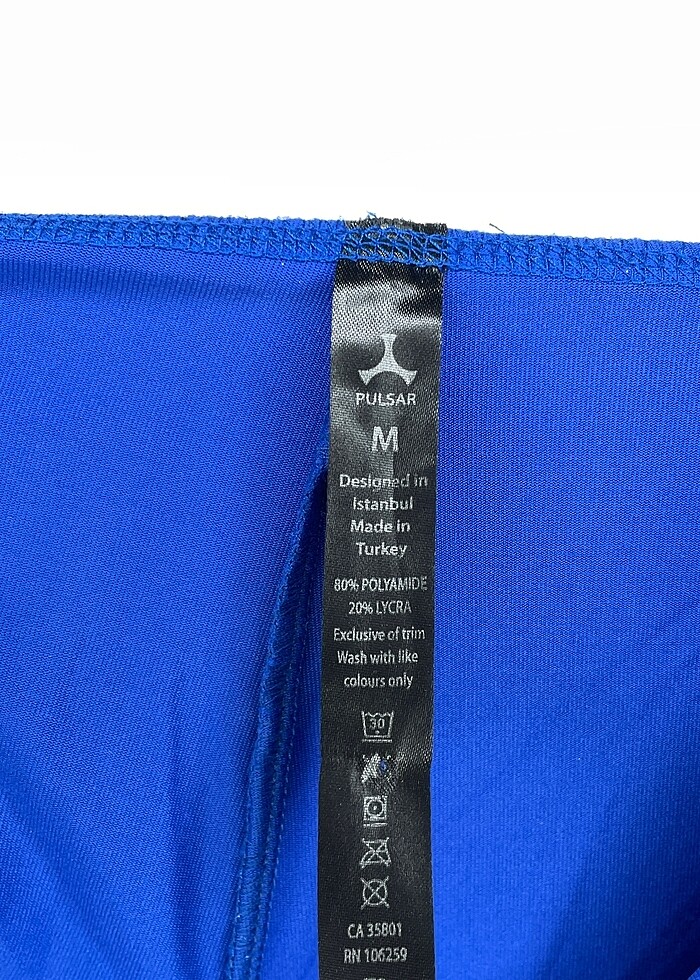 PULSAR
M
Designed in
Istanbul
Made in
Turkey
80% POLYAMIDE
20% LYCRA
Exclusive of trim
Wash with like
colours only
30
CA 35801
RN 106259